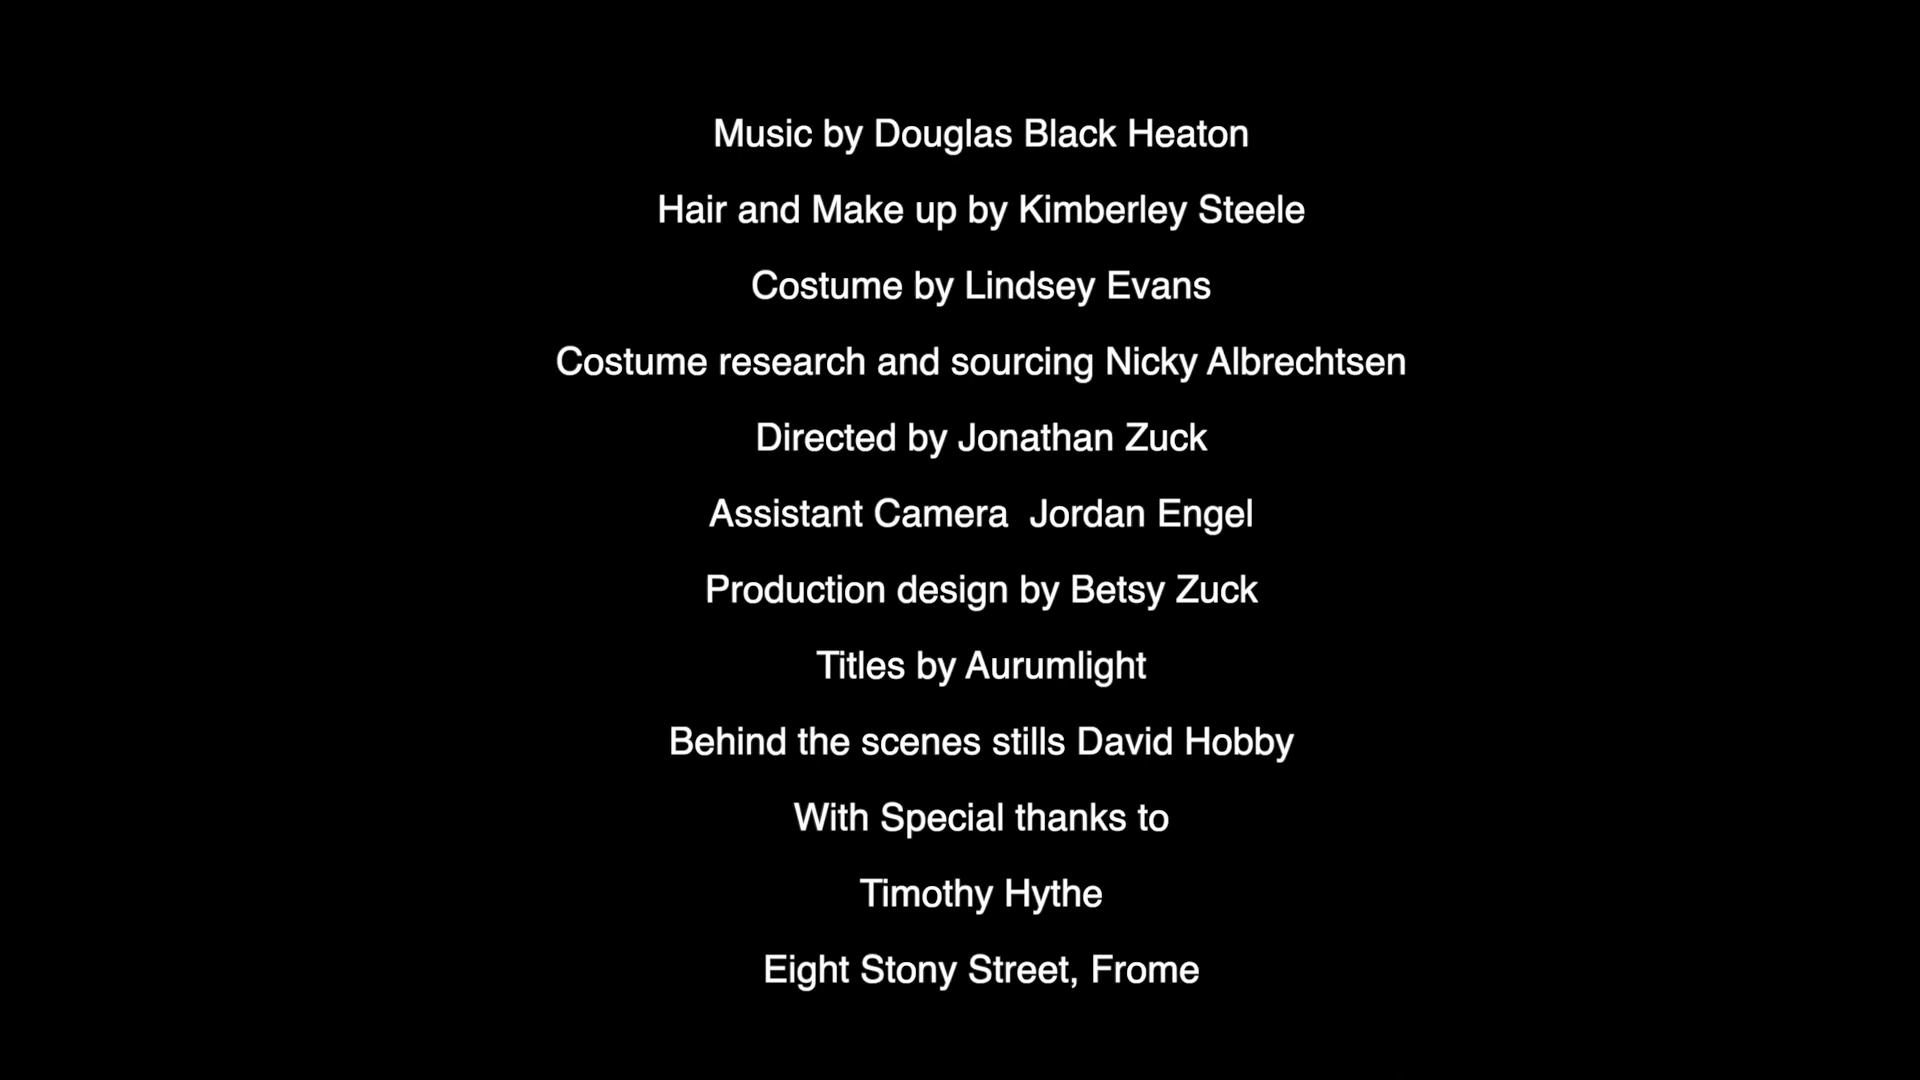 Music by Douglas Black Heaton
Hair and Make up by Kimberley Steele
Costume by Lindsey Evans
Costume research and sourcing Nicky Albrechtsen
Directed by Jonathan Zuck
Assistant Camera  Jordan Engel
Production design by Betsy Zuck
Titles by Aurumlight
Behind the scenes stills David Hobby
With Special thanks to
Timothy Hythe
Eight Stony Street, Frome